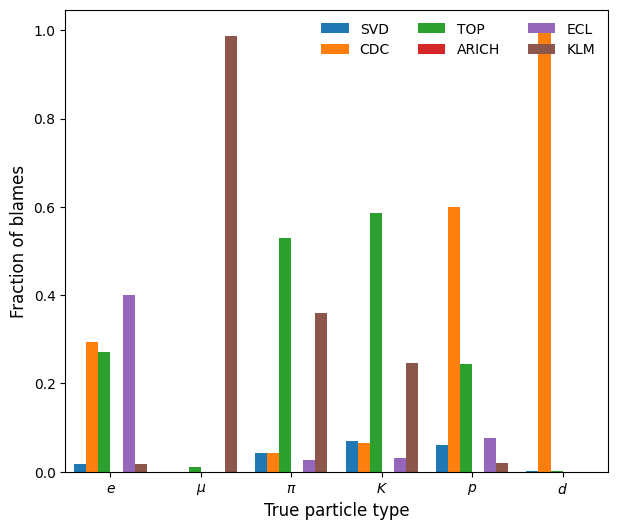 SVD TOP ECL
CDC ARICH KLM
1.0
0.8
0.6
0.4
0.2
0.0
Fraction of blames
e μ π K p d
True particle type